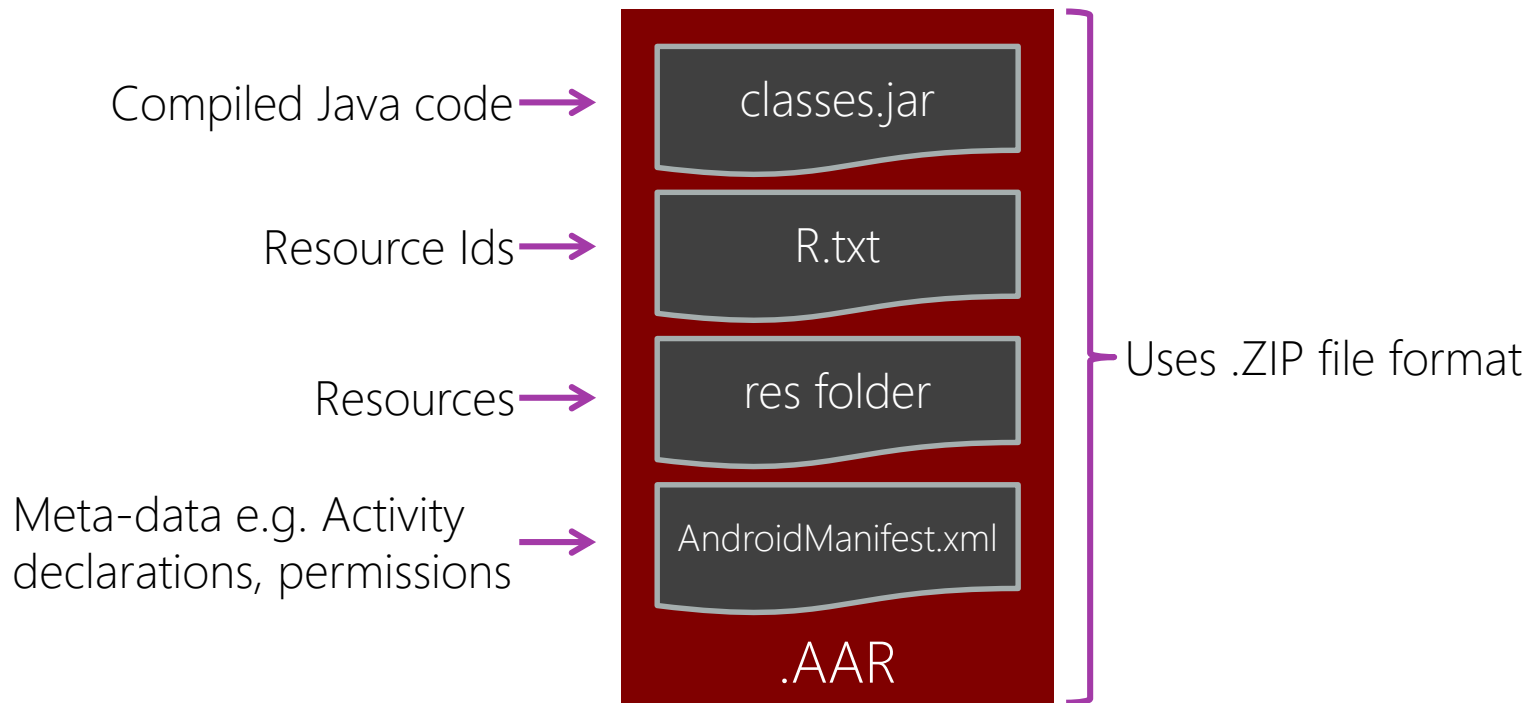 Compiled Java code
classes.jar
Resource Ids
R.txt
Uses .ZIP file format
Resources
res folder
Meta-data e.g. Activity
declarations, permissions
AndroidManifest.xml
.AAR